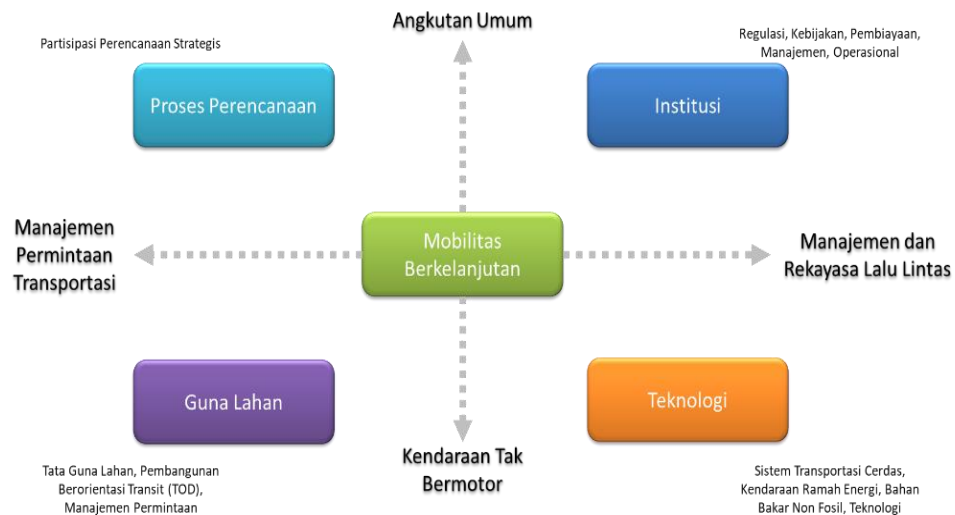 Angkutan Umum
Partisipasi Perencanaan Strategis
Regulasi, Kebijakan, Pembiayaan,
Manajemen, Operasional
Proses Perencanaan
Institusi
Manajemen
Permintaan
Transportasi
Mobilitas
Berkelanjutan
Manajemen dan
Rekayasa Lalu Lintas
Guna Lahan
Teknologi
Kendaraan Tak
Bermotor
Tata Guna Lahan, Pembangunan
Berorientasi Transit (TOD),
Manajemen Permintaan
Sistem Transportasi Cerdas,
Kendaraan Ramah Energi, Bahan
Bakar Non Fosil, Teknologi